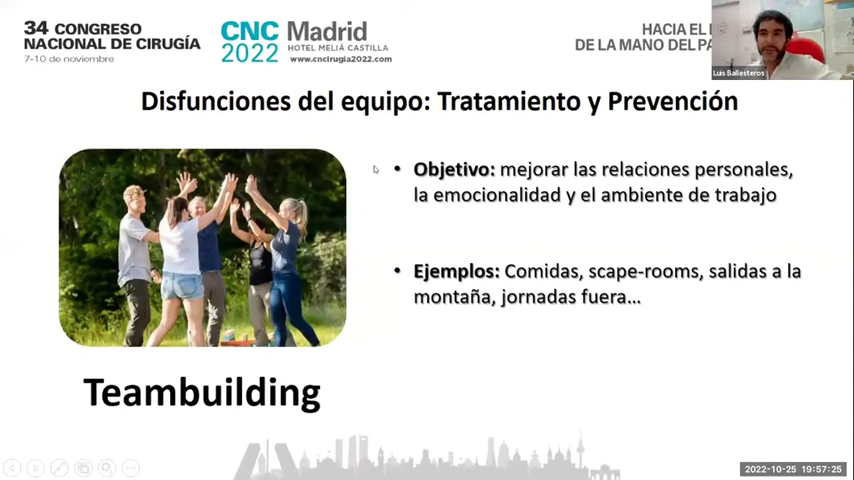 34 CONGRESO
NACIONAL DE CIRUGÍA
7-10 de noviembre
CNC
2022
Madrid
HOTEL MELIÁ CASTILLA
www.cncirugia2022.com
HACIA EL
DE LA MANO DEL
Luis Ballesteros
Disfunciones del equipo: Tratamiento y Prevención
• Objetivo: mejorar las relaciones personales,
la emocionalidad y el ambiente de trabajo
• Ejemplos: Comidas, scape-rooms, salidas a la
montaña, jornadas fuera...
Teambuilding
2022-10-25 19:57:25